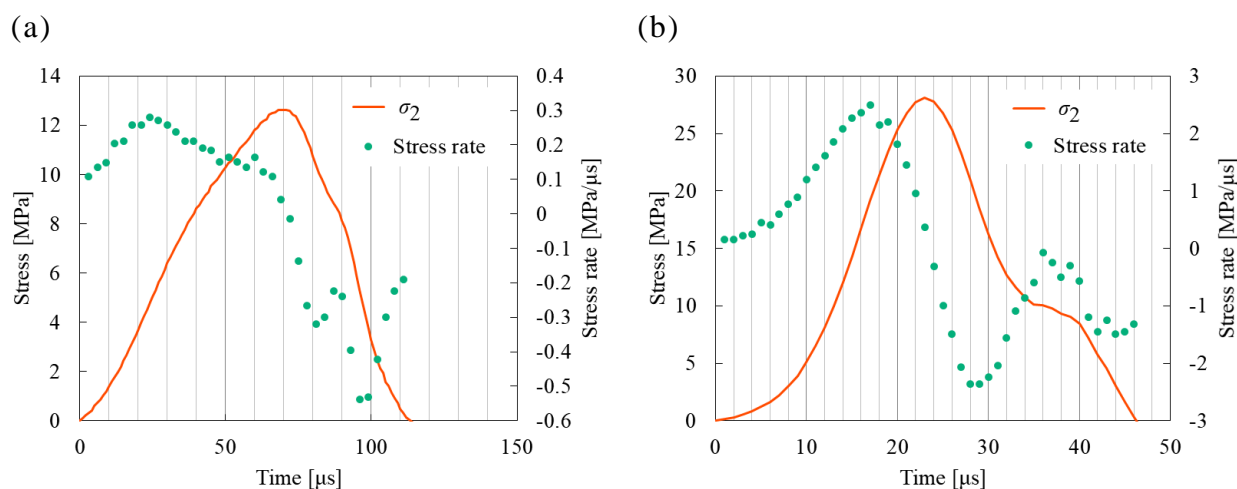 (a)
14
12
10
8
6
4
2
0
Stress [MPa]
0.4
0.3
0.2
0.1
0
-0.1
-0.2
-0.3
-0.4
-0.5
-0.6
Stress rate [MPa/μs]
σ2
Stress rate
0 50 100 150
Time [μs]
(b)
30
25
20
15
10
5
0
Stress [MPa]
3
2
1
0
-1
-2
-3
Stress rate [MPa/μs]
σ2
Stress rate
0 10 20 30 40 50
Time [μs]